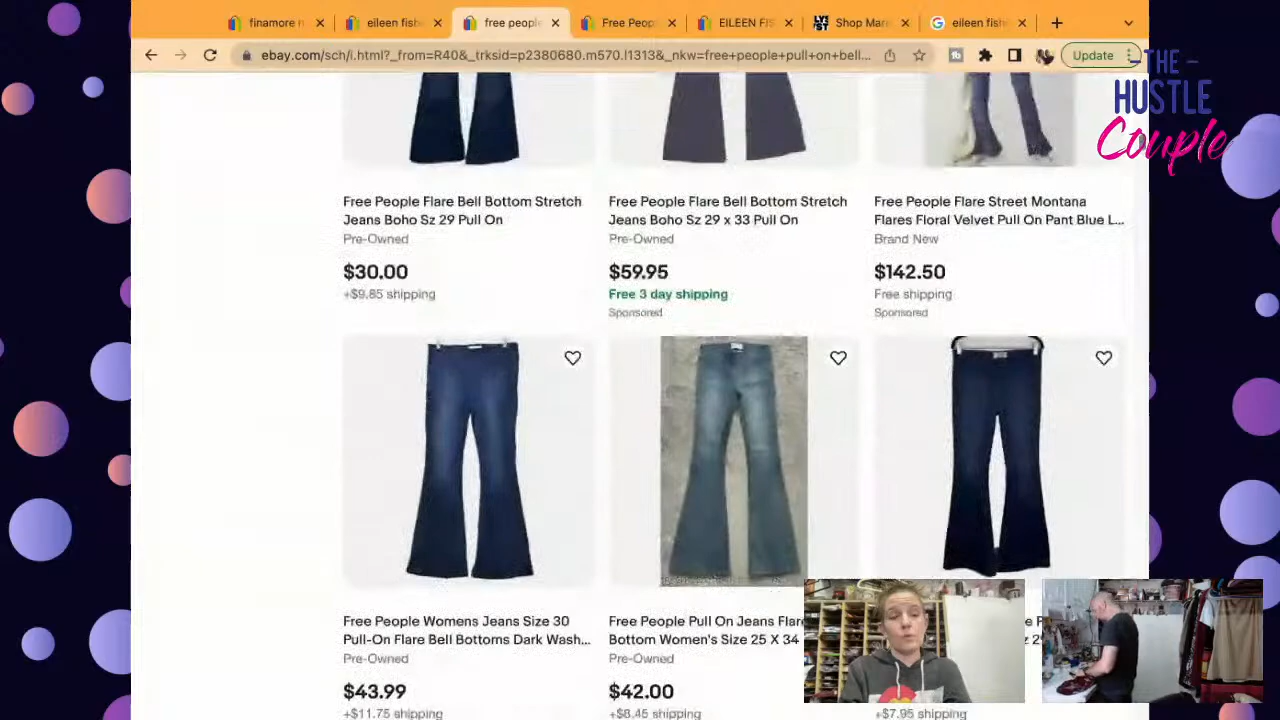 finamore n
eileen fishe
free people
Free Peop
EILEEN FIS
Shop Mare
eileen fishe
ebay.com/sch/i.html?_from=R40&_trksid=p2380680.m570.l1313&_nkw=free+people+pull+on+bell...
Update
- THE -
HUSTLE
Couple
Free People Flare Bell Bottom Stretch
Jeans Boho Sz 29 Pull On
Pre-Owned
$30.00
+$9.85 shipping
Free People Flare Bell Bottom Stretch
Jeans Boho Sz 29 x 33 Pull On
Pre-Owned
$59.95
Free 3 day shipping
Sponsored
Free People Flare Street Montana
Flares Floral Velvet Pull On Pant Blue L...
Brand New
$142.50
Free shipping
Sponsored
Free People Womens Jeans Size 30
Pull-On Flare Bell Bottoms Dark Wash...
Pre-Owned
$43.99
+$11.75 shipping
Free People Pull On Jeans Flare
Bottom Women's Size 25 X 34
Pre-Owned
$42.00
+$8.45 shipping
+$7.95 shipping